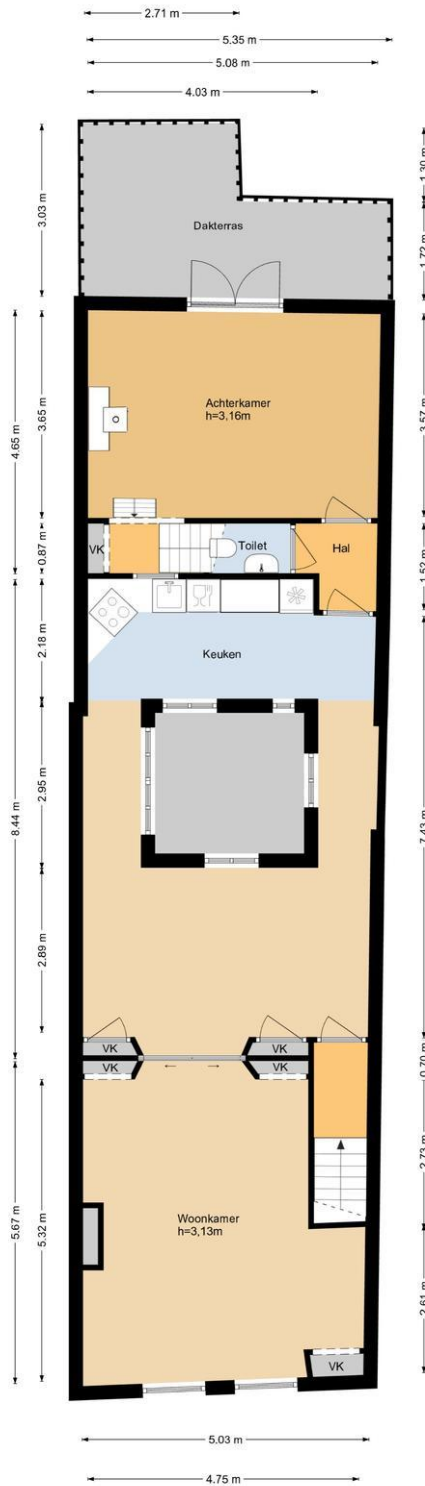 2.71 m
5.35 m
5.08 m
4.03 m
3.03 m
1.30 m
1.72 m
Dakterras
4.65 m
3.65 m
Achterkamer
h=3,16m
3.57 m
0.87 m
VK
Toilet
Hal
1.52 m
Keuken
2.18 m
8.44 m
2.95 m
7.43 m
2.89 m
VK
VK
VK
VK
0.70 m
2.73 m
5.67 m
5.32 m
Woonkamer
h=3,13m
2.61 m
VK
5.03 m
4.75 m